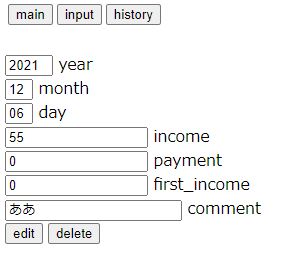 main input history
2021 year
12 month
06 day
55 income
0 payment
0 first_income
ああ comment
edit delete